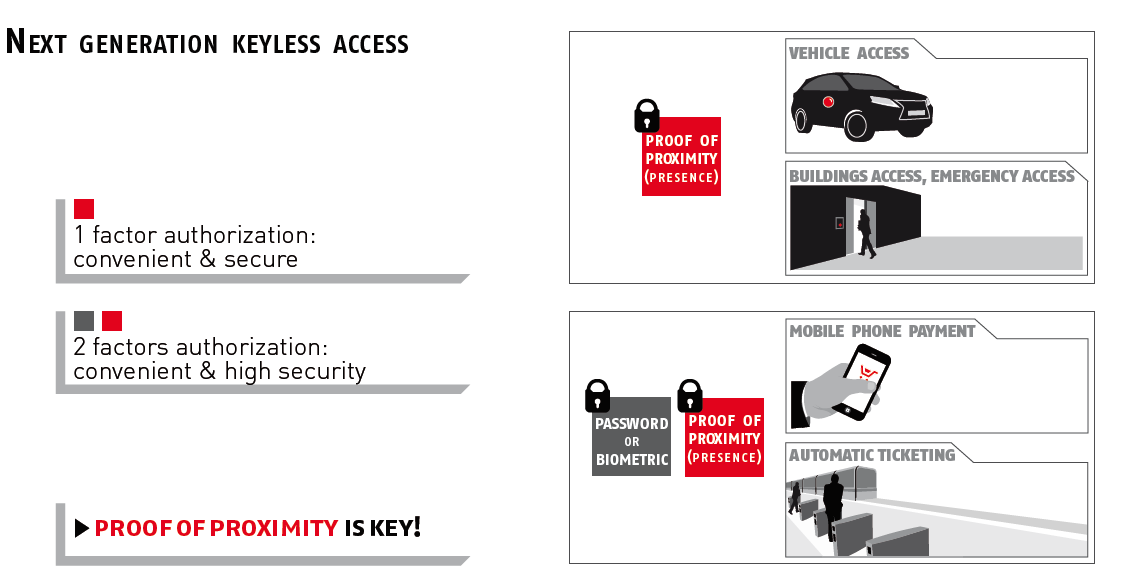 NEXT GENERATION KEYLESS ACCESS
1 factor authorization:
convenient & secure
2 factors authorization:
convenient & high security
PROOF OF PROXIMITY IS KEY!
PROOF OF
PROXIMITY
(PRESENCE)
VEHICLE ACCESS
BUILDINGS ACCESS, EMERGENCY ACCESS
PASSWORD
OR
BIOMETRIC
PROOF OF
PROXIMITY
(PRESENCE)
MOBILE PHONE PAYMENT
AUTOMATIC TICKETING